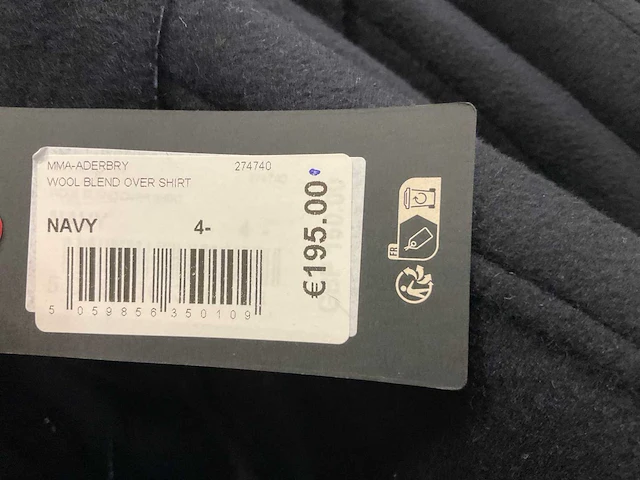 MMA-ADERBRY 274740
WOOL BLEND OVER SHIRT
NAVY 4-
€195.00
5 059856 350109
FR